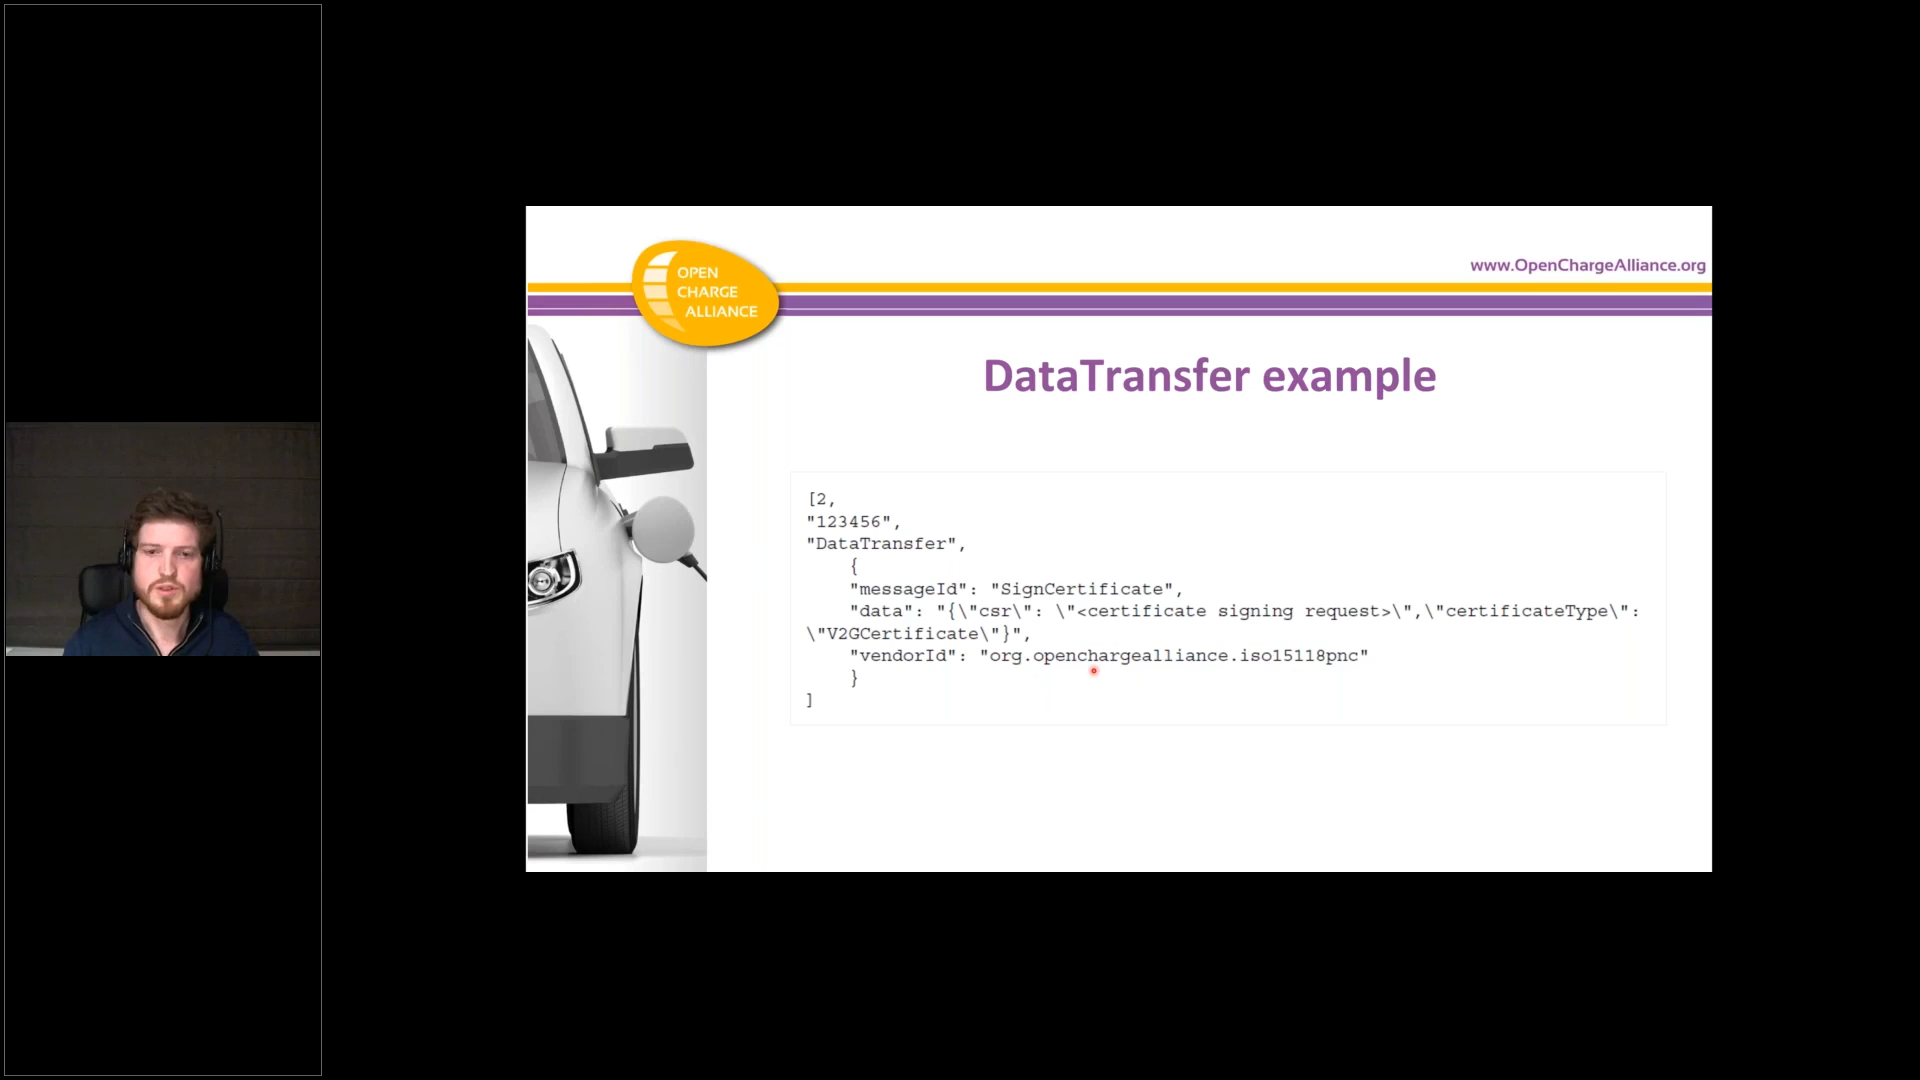 OPEN
CHARGE
ALLIANCE
www.OpenChargeAlliance.org
DataTransfer example
[2,
"123456",
"DataTransfer",
{
"messageId": "SignCertificate",
"data": "{\"csr\": \"<certificate signing request>\",\"certificateType\":
\"V2GCertificate\"}",
"vendorId": "org.openchargealliance.iso15118pnc"
}
]